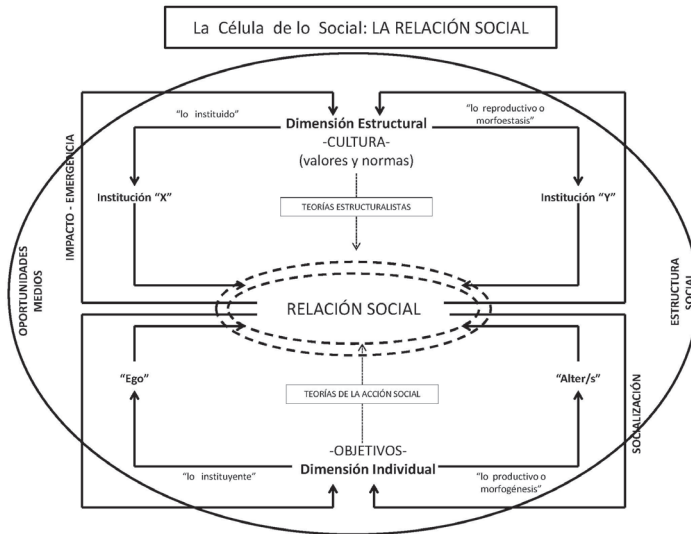 La Célula de lo Social: LA RELACIÓN SOCIAL
"lo instituido"
"lo reproductivo o
morfoestasis"
Dimensión Estructural
-CULTURA-
(valores y normas)
Institución "X"
Institución "Y"
TEORÍAS ESTRUCTURALISTAS
IMPACTO - EMERGENCIA
OPORTUNIDADES
MEDIOS
ESTRUCTURA
SOCIAL
RELACIÓN SOCIAL
"Ego"
"Alter/s"
TEORÍAS DE LA ACCIÓN SOCIAL
SOCIALIZACIÓN
-OBJETIVOS-
Dimensión Individual
"lo instituyente"
"lo productivo o
morfogénesis"